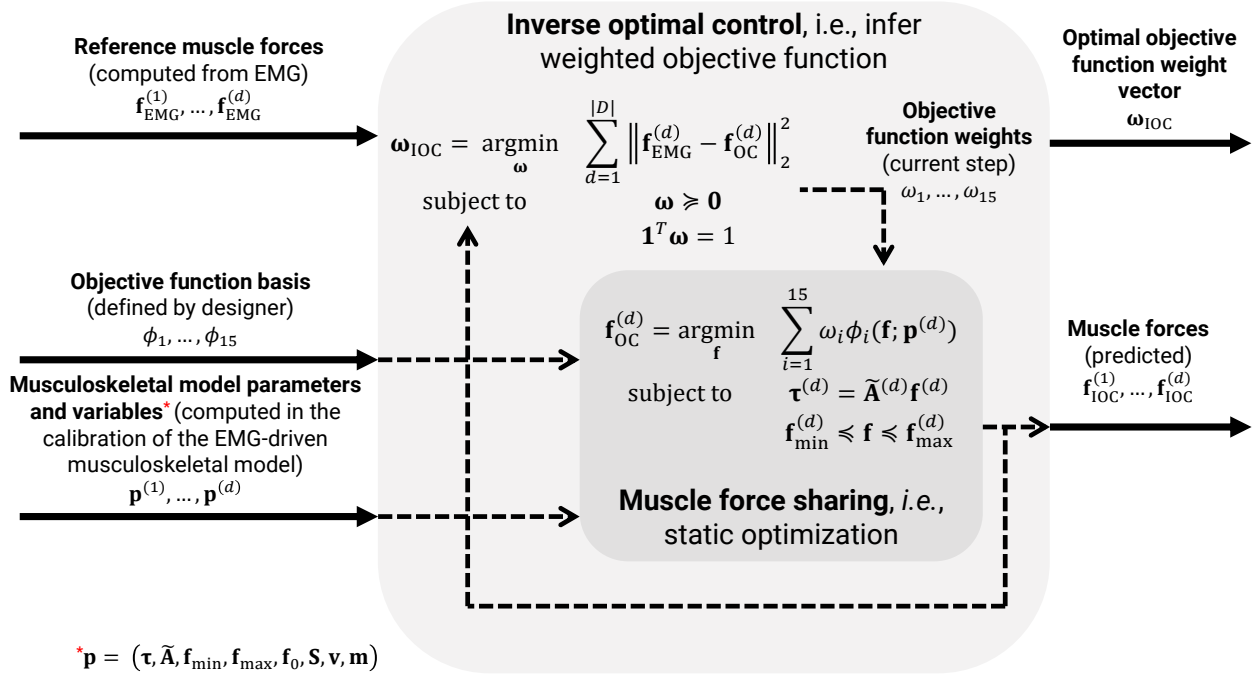 Reference muscle forces
(computed from EMG)
𝐟_EMG^(1), …, 𝐟_EMG^(d)
Inverse optimal control, i.e., infer
weighted objective function
𝛚_IOC = argmin_𝛚 ∑_{d=1}^{|D|} ‖𝐟_EMG^(d) − 𝐟_OC^(d)‖_2^2
subject to 𝛚 ≽ 𝟎
𝟏^T 𝛚 = 1
Objective
function weights
(current step)
ω_1, …, ω_15
Optimal objective
function weight
vector
𝛚_IOC
Objective function basis
(defined by designer)
ϕ_1, …, ϕ_15
Musculoskeletal model parameters
and variables* (computed in the
calibration of the EMG-driven
musculoskeletal model)
𝐩^(1), …, 𝐩^(d)
𝐟_OC^(d) = argmin_𝐟 ∑_{i=1}^{15} ω_i ϕ_i(𝐟; 𝐩^(d))
subject to 𝛕^(d) = Ã^(d) 𝐟^(d)
𝐟_min^(d) ≼ 𝐟 ≼ 𝐟_max^(d)
Muscle force sharing, i.e.,
static optimization
Muscle forces
(predicted)
𝐟_IOC^(1), …, 𝐟_IOC^(d)
*𝐩 = (𝛕, Ã, 𝐟_min, 𝐟_max, 𝐟_0, 𝐒, 𝐯, 𝐦)